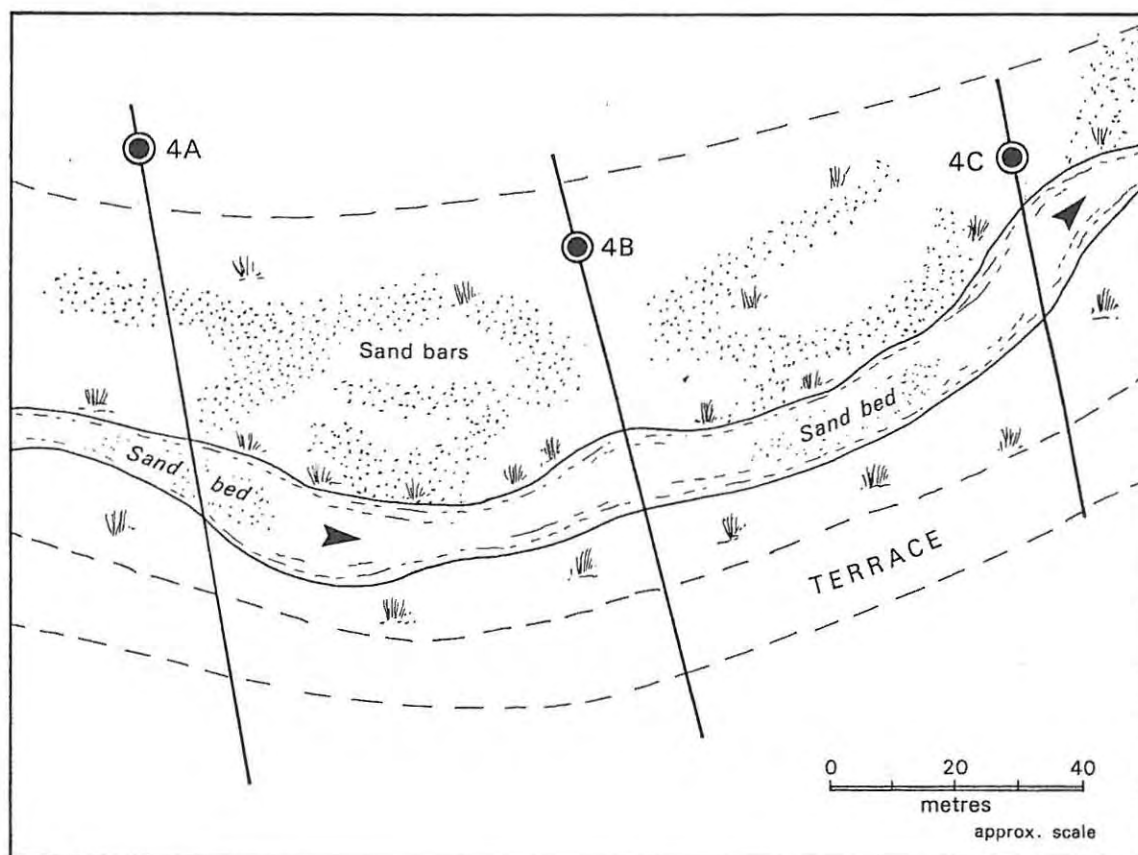 4A
4B
4C
Sand bars
Sand bed
Sand bed
TERRACE
0 20 40
metres
approx. scale